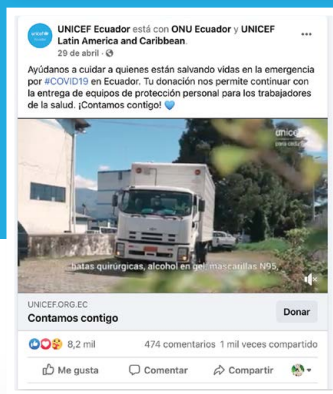 UNICEF Ecuador está con ONU Ecuador y UNICEF
Latin America and Caribbean.
29 de abril
Ayúdanos a cuidar a quienes están salvando vidas en la emergencia
por #COVID19 en Ecuador. Tu donación nos permite continuar con
la entrega de equipos de protección personal para los trabajadores
de la salud. ¡Contamos contigo!
unicef
para cada
batas quirúrgicas, alcohol en gel, mascarillas N95,
UNICEF.ORG.EC
Contamos contigo
Donar
8,2 mil
474 comentarios 1 mil veces compartido
Me gusta Comentar Compartir